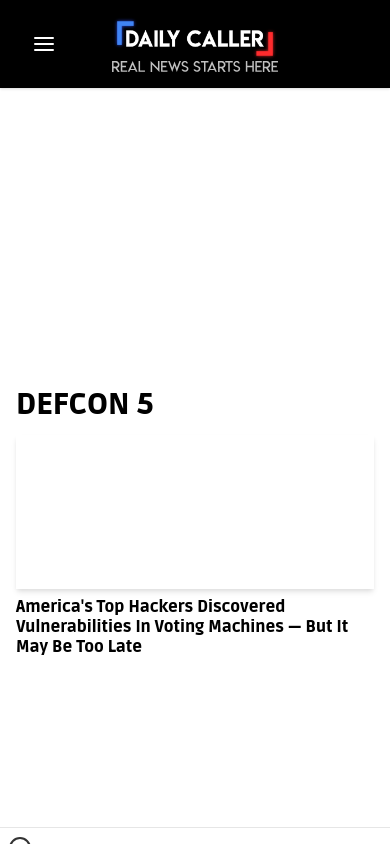 DAILY CALLER
REAL NEWS STARTS HERE
DEFCON 5
America's Top Hackers Discovered
Vulnerabilities In Voting Machines — But It
May Be Too Late